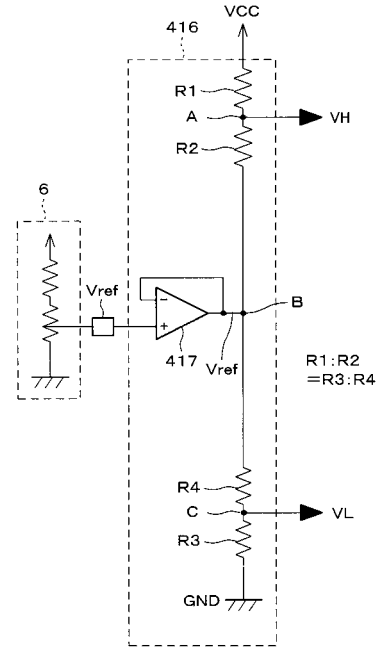 VCC
416
R1
A
VH
R2
6
Vref
-
+
417
Vref
B
R1:R2
=R3:R4
R4
C
VL
R3
GND